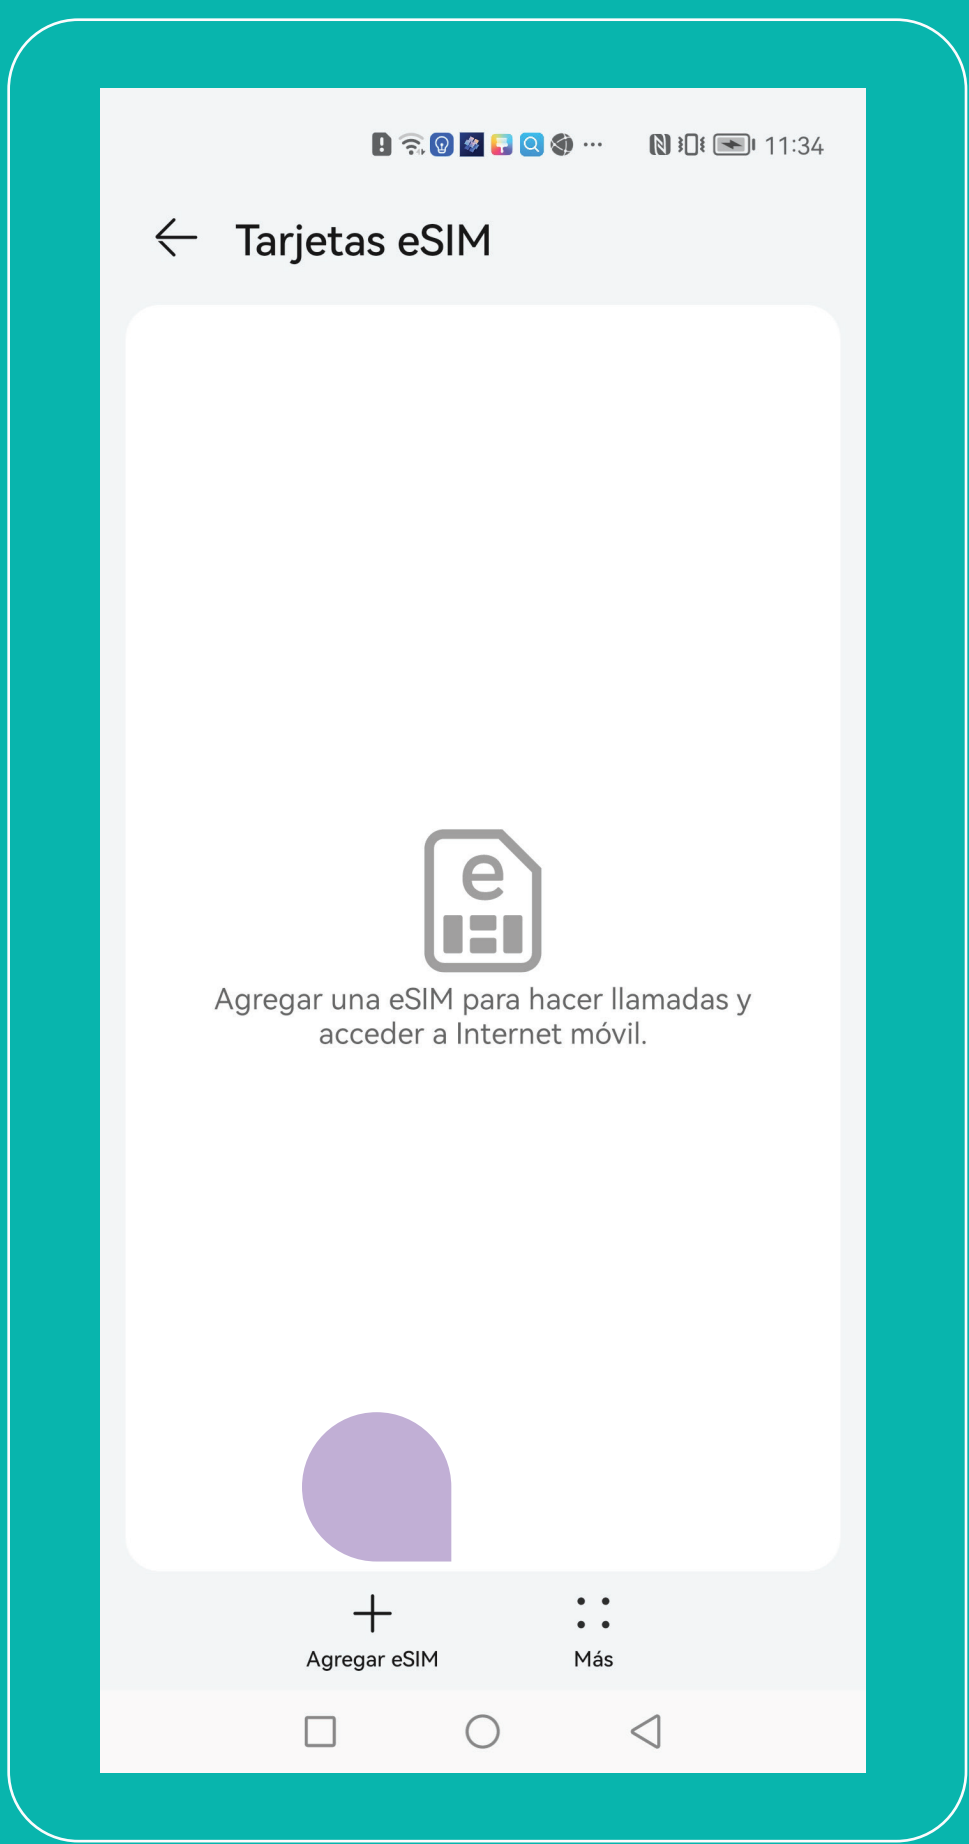 11:34
Tarjetas eSIM
e
Agregar una eSIM para hacer llamadas y
acceder a Internet móvil.
Agregar eSIM
Más